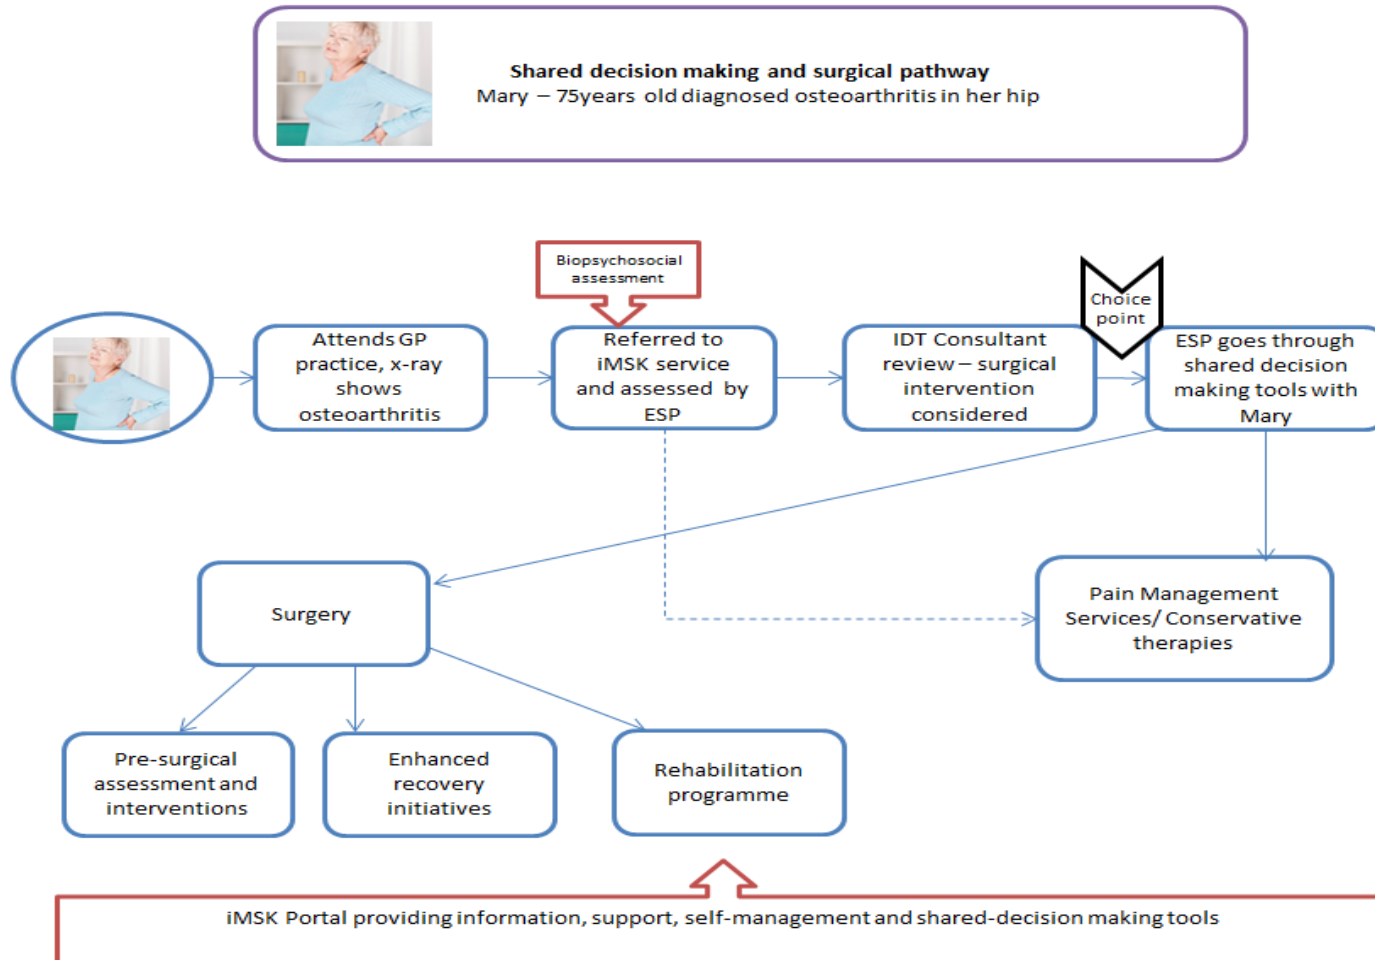 Shared decision making and surgical pathway
Mary – 75years old diagnosed osteoarthritis in her hip
Biopsychosocial
assessment
Choice
point
Attends GP
practice, x-ray
shows
osteoarthritis
Referred to
iMSK service
and assessed by
ESP
IDT Consultant
review – surgical
intervention
considered
ESP goes through
shared decision
making tools with
Mary
Surgery
Pain Management
Services/ Conservative
therapies
Pre-surgical
assessment and
interventions
Enhanced
recovery
initiatives
Rehabilitation
programme
iMSK Portal providing information, support, self-management and shared-decision making tools